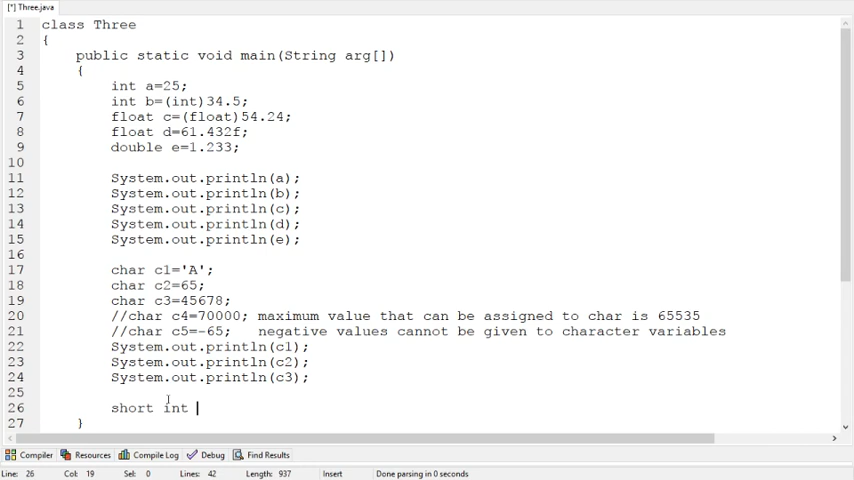 [*] Three.java
1 class Three
2 {
3 public static void main(String arg[])
4 {
5 int a=25;
6 int b=(int)34.5;
7 float c=(float)54.24;
8 float d=61.432f;
9 double e=1.233;
10
11 System.out.println(a);
12 System.out.println(b);
13 System.out.println(c);
14 System.out.println(d);
15 System.out.println(e);
16
17 char c1='A';
18 char c2=65;
19 char c3=45678;
20 //char c4=70000; maximum value that can be assigned to char is 65535
21 //char c5=-65; negative values cannot be given to character variables
22 System.out.println(c1);
23 System.out.println(c2);
24 System.out.println(c3);
25
26 short int
27 }
Compiler Resources Compile Log Debug Find Results
Line: 26 Col: 19 Sel: 0 Lines: 42 Length: 937 Insert Done parsing in 0 seconds